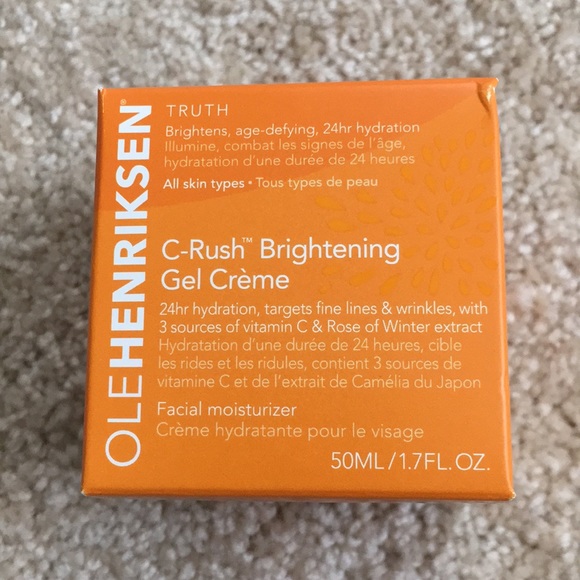 OLEHENRIKSEN®
TRUTH
Brightens, age-defying, 24hr hydration
Illumine, combat les signes de l'âge,
hydratation d'une durée de 24 heures
All skin types • Tous types de peau
C-Rush™ Brightening
Gel Crème
24hr hydration, targets fine lines & wrinkles, with
3 sources of vitamin C & Rose of Winter extract
Hydratation d'une durée de 24 heures, cible
les rides et les ridules, contient 3 sources de
vitamine C et de l'extrait de Camélia du Japon
Facial moisturizer
Crème hydratante pour le visage
50ML/1.7FL.OZ.